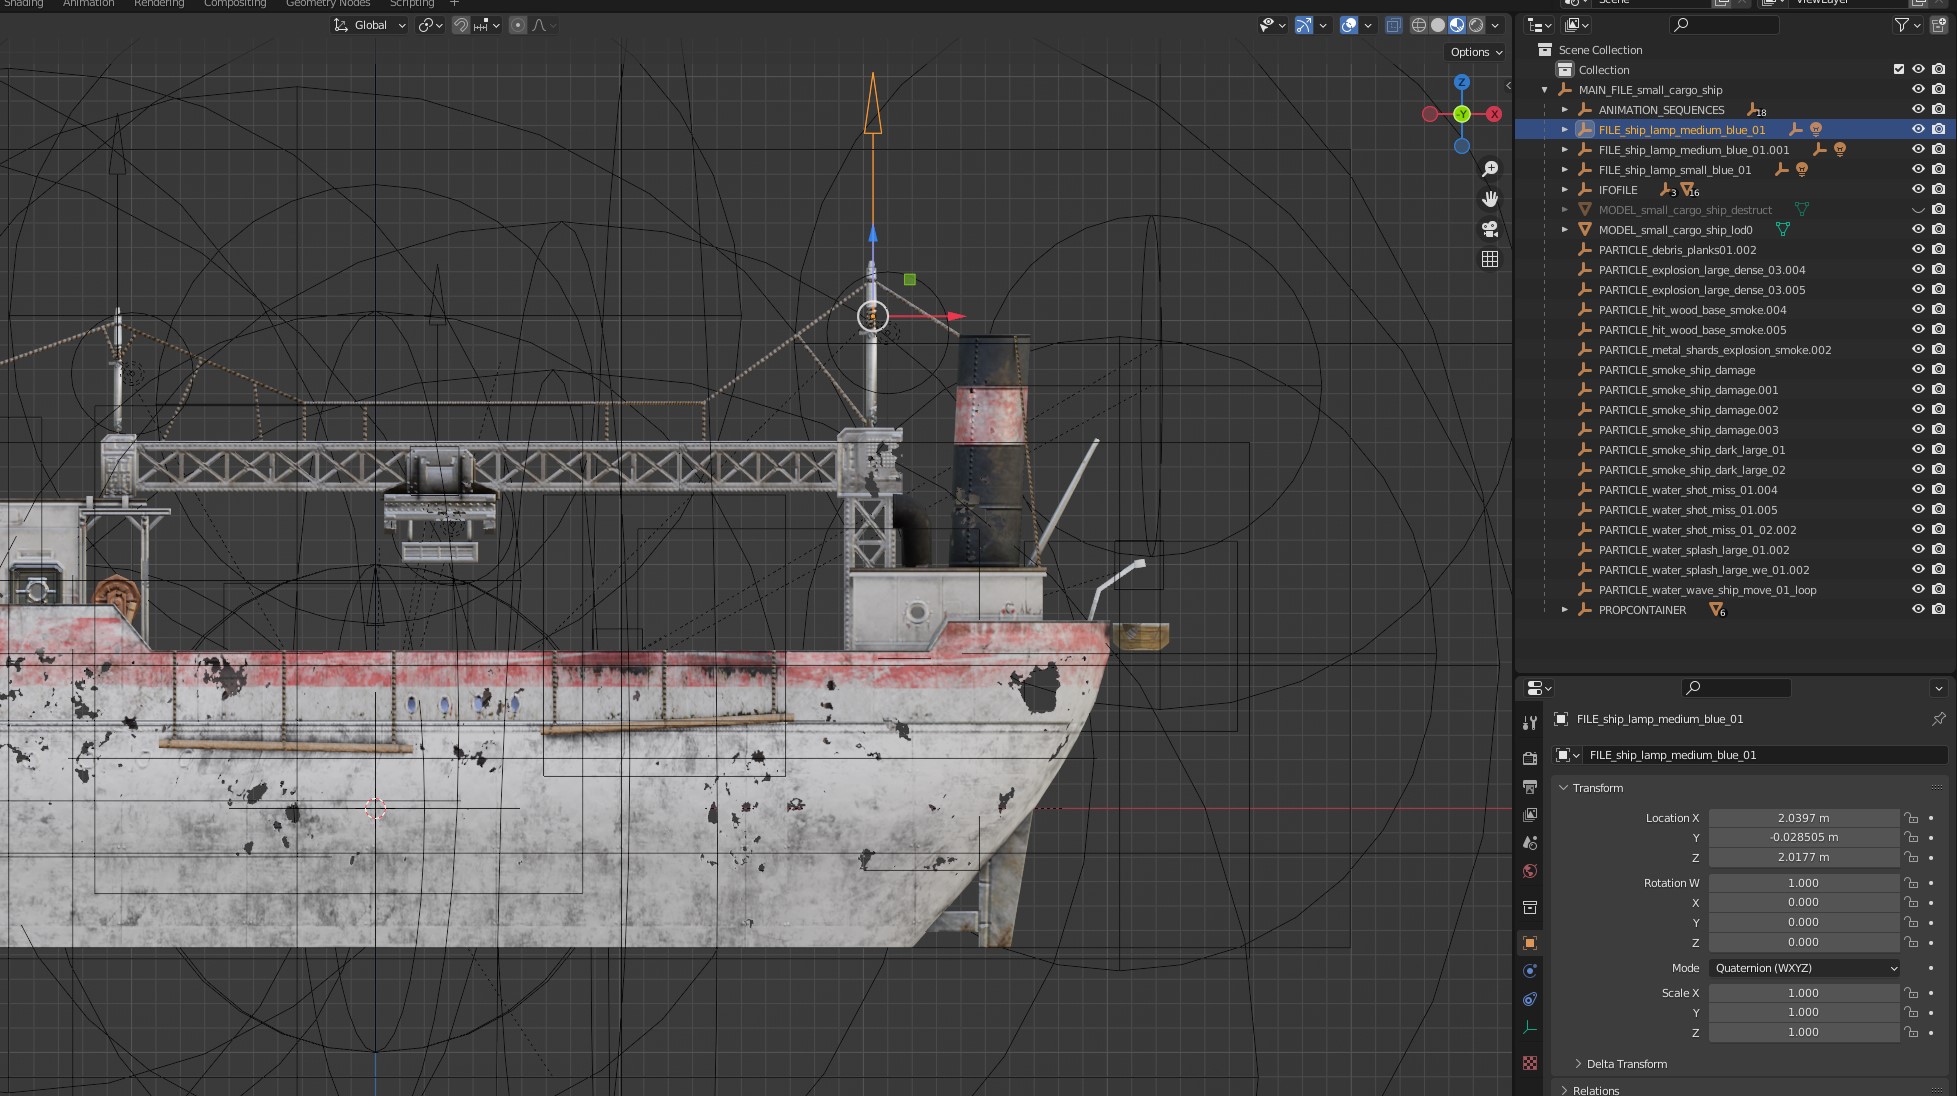 Shading Animation Rendering Compositing Geometry Nodes Scripting +
Scene ViewLayer
Global
Options
Z
-Y X
Scene Collection
Collection
MAIN_FILE_small_cargo_ship
ANIMATION_SEQUENCES 18
FILE_ship_lamp_medium_blue_01
FILE_ship_lamp_medium_blue_01.001
FILE_ship_lamp_small_blue_01
IFOFILE 3 16
MODEL_small_cargo_ship_destruct
MODEL_small_cargo_ship_lod0
PARTICLE_debris_planks01.002
PARTICLE_explosion_large_dense_03.004
PARTICLE_explosion_large_dense_03.005
PARTICLE_hit_wood_base_smoke.004
PARTICLE_hit_wood_base_smoke.005
PARTICLE_metal_shards_explosion_smoke.002
PARTICLE_smoke_ship_damage
PARTICLE_smoke_ship_damage.001
PARTICLE_smoke_ship_damage.002
PARTICLE_smoke_ship_damage.003
PARTICLE_smoke_ship_dark_large_01
PARTICLE_smoke_ship_dark_large_02
PARTICLE_water_shot_miss_01.004
PARTICLE_water_shot_miss_01.005
PARTICLE_water_shot_miss_01_02.002
PARTICLE_water_splash_large_01.002
PARTICLE_water_splash_large_we_01.002
PARTICLE_water_wave_ship_move_01_loop
PROPCONTAINER 6
FILE_ship_lamp_medium_blue_01
FILE_ship_lamp_medium_blue_01
Transform
Location X 2.0397 m
Y -0.028505 m
Z 2.0177 m
Rotation W 1.000
X 0.000
Y 0.000
Z 0.000
Mode Quaternion (WXYZ)
Scale X 1.000
Y 1.000
Z 1.000
Delta Transform
Relations